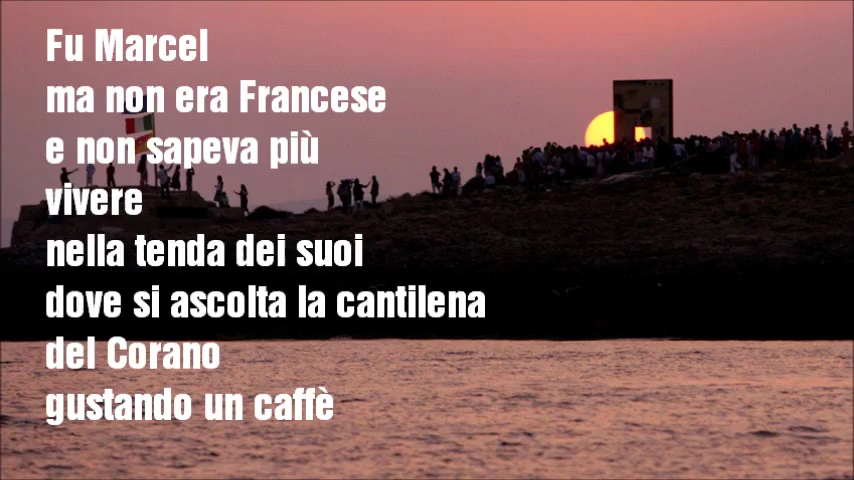 Fu Marcel
ma non era Francese
e non sapeva più
vivere
nella tenda dei suoi
dove si ascolta la cantilena
del Corano
gustando un caffè